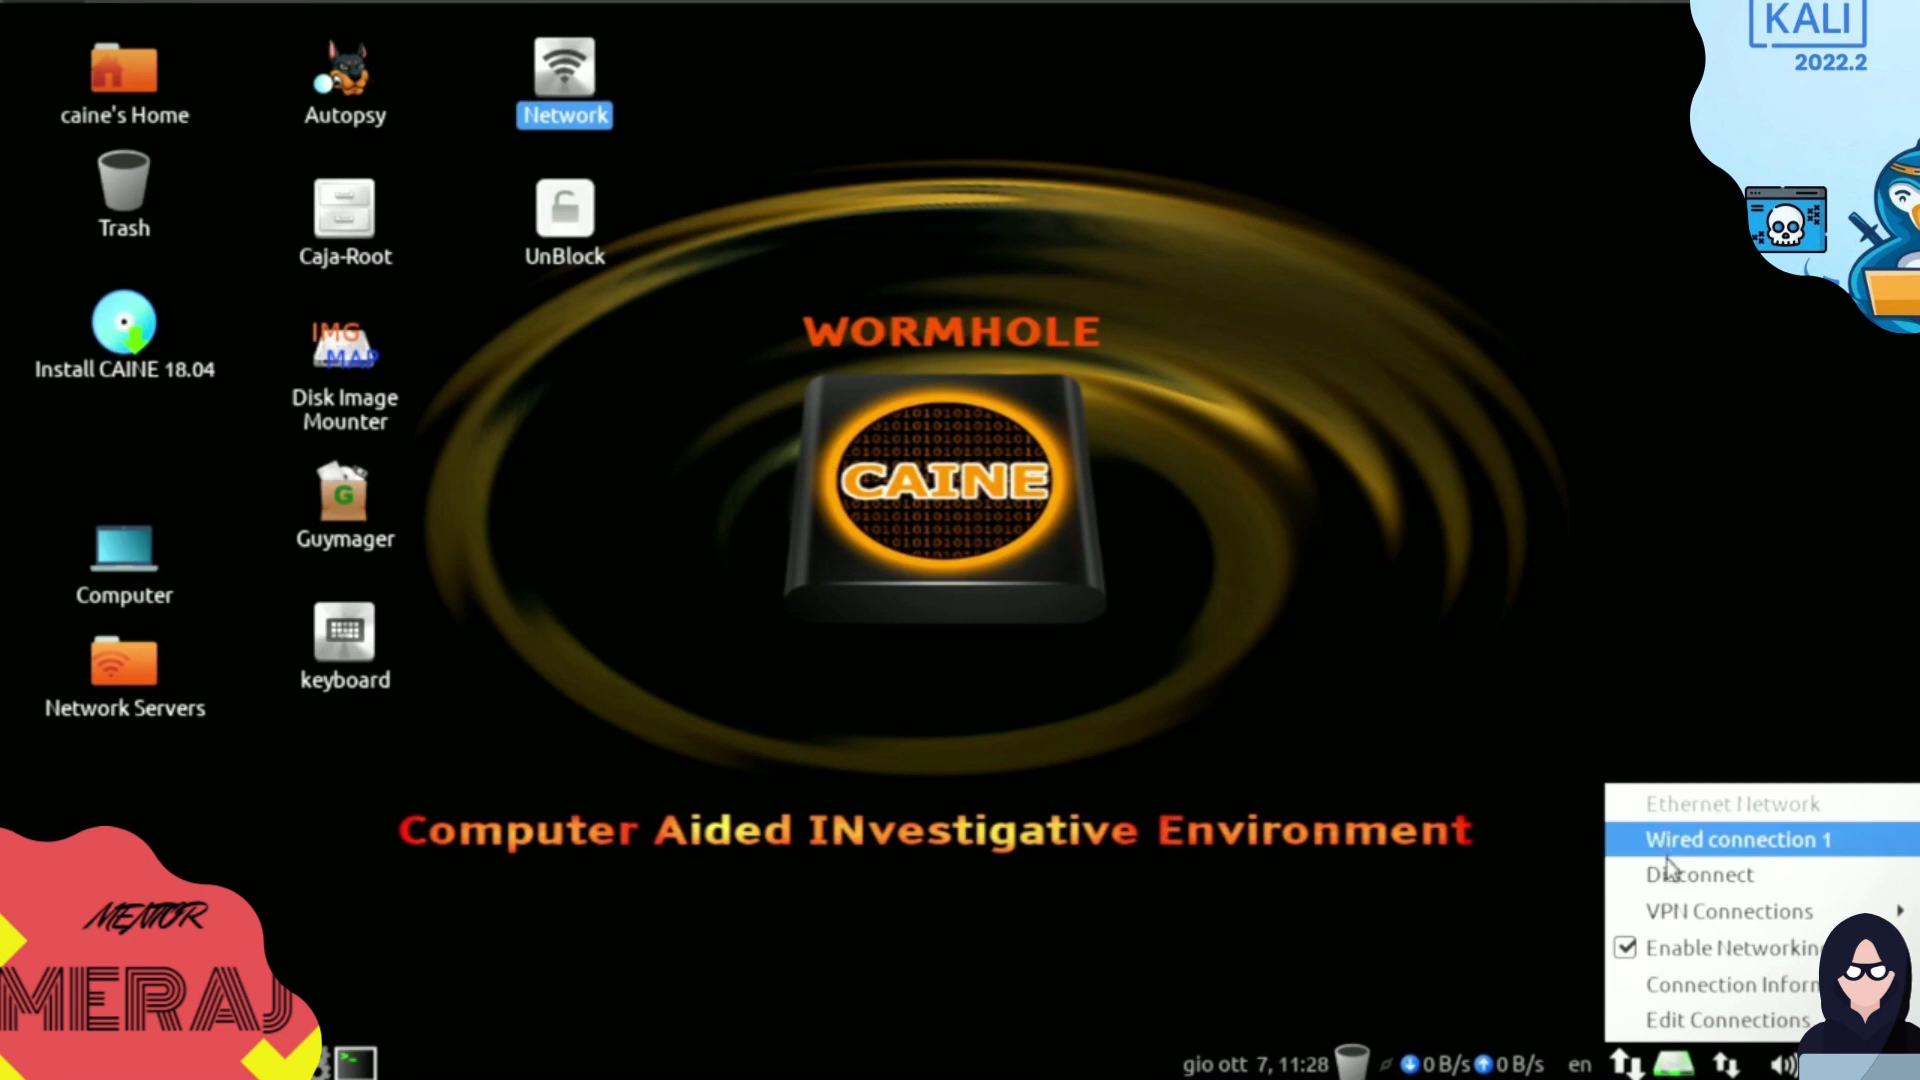 KALI
2022.2
caine's Home
Autopsy
Network
Trash
Caja-Root
UnBlock
Install CAINE 18.04
IMG
MAP
Disk Image
Mounter
G
Guymager
Computer
keyboard
Network Servers
WORMHOLE
CAINE
Computer Aided INvestigative Environment
Ethernet Network
Wired connection 1
Disconnect
VPN Connections
Enable Networkin
Connection Inforn
Edit Connections
MENTOR
MERAJ
gio ott 7, 11:28
0 B/s 0 B/s
en